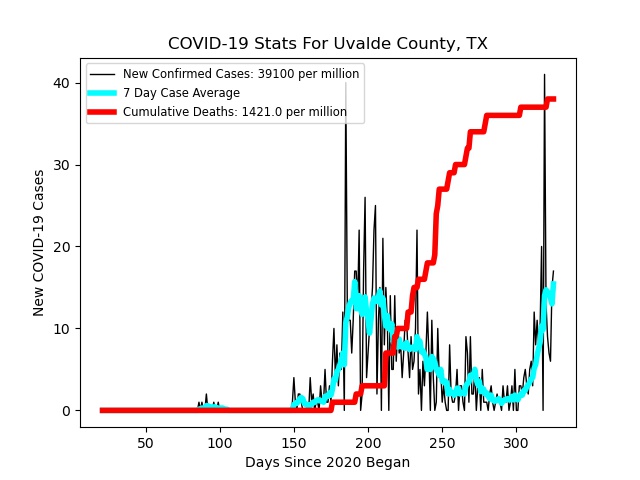 COVID-19 Stats For Uvalde County, TX
New Confirmed Cases: 39100 per million
7 Day Case Average
Cumulative Deaths: 1421.0 per million
New COVID-19 Cases
40
30
20
10
0
50 100 150 200 250 300
Days Since 2020 Began